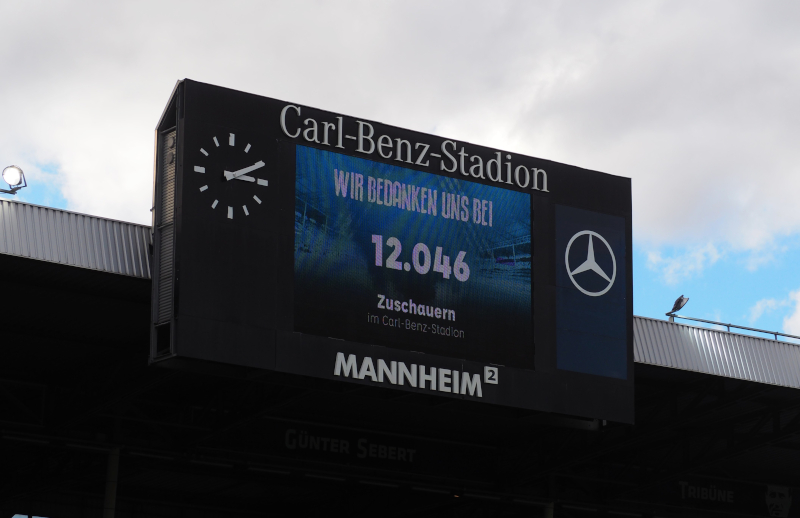 Carl-Benz-Stadion
WIR BEDANKEN UNS BEI
12.046
Zuschauern
im Carl-Benz-Stadion
MANNHEIM²
GÜNTER SEBERT
TRIBÜNE